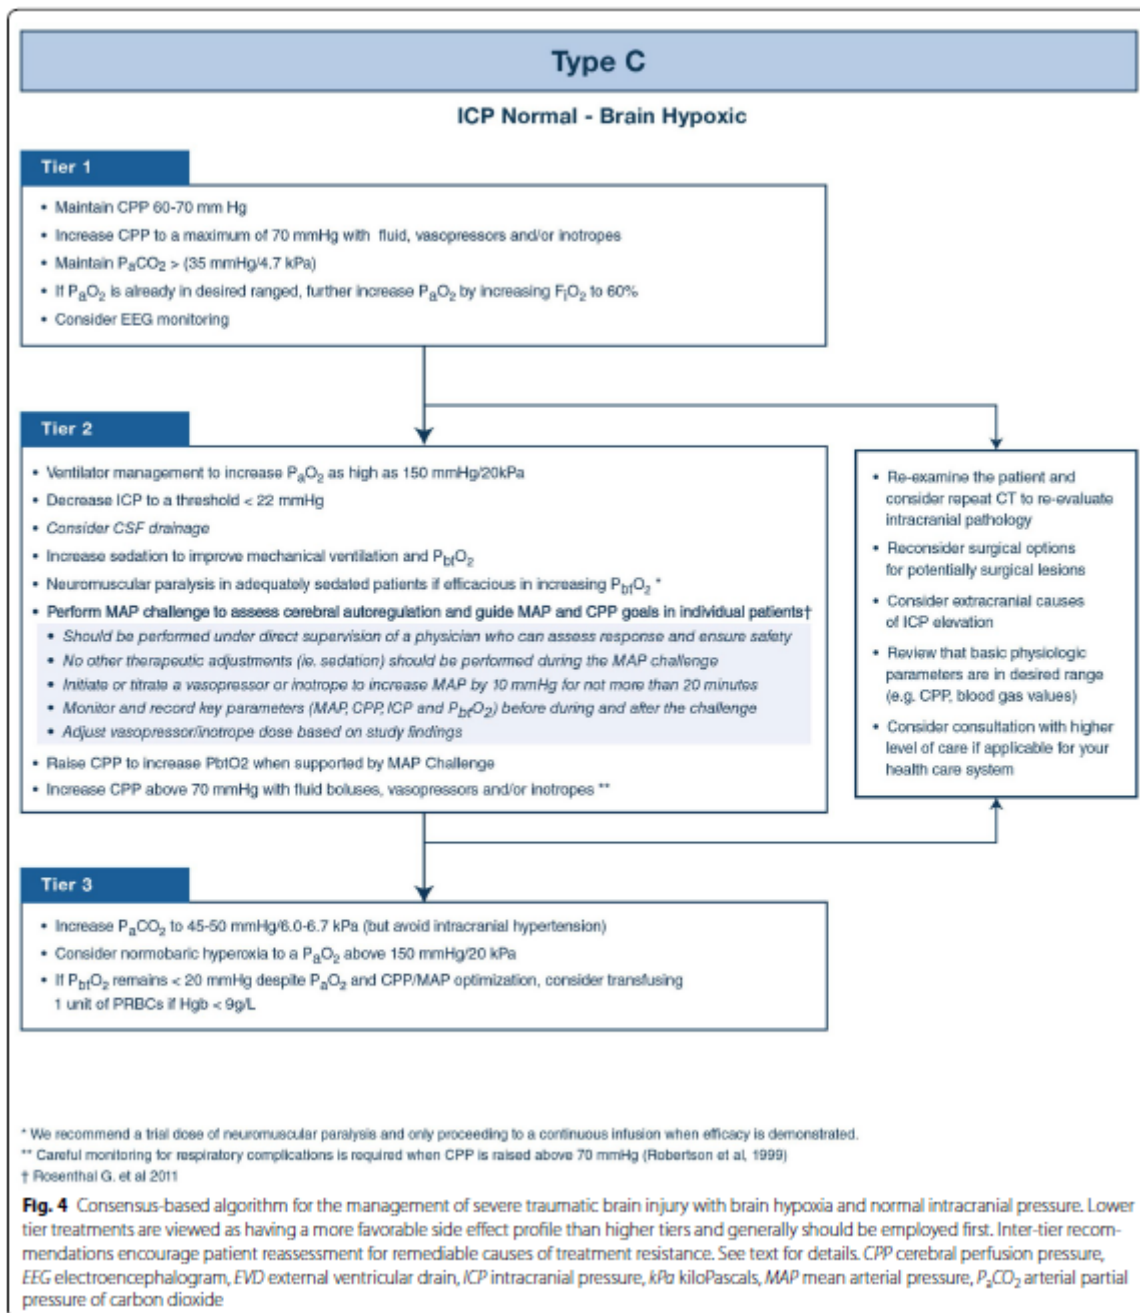 Type C
ICP Normal - Brain Hypoxic
Tier 1
• Maintain CPP 60-70 mm Hg
• Increase CPP to a maximum of 70 mmHg with fluid, vasopressors and/or inotropes
• Maintain PaCO2 > (35 mmHg/4.7 kPa)
• If PaO2 is already in desired ranged, further increase PaO2 by increasing FiO2 to 60%
• Consider EEG monitoring
Tier 2
• Ventilator management to increase PaO2 as high as 150 mmHg/20kPa
• Decrease ICP to a threshold < 22 mmHg
• Consider CSF drainage
• Increase sedation to improve mechanical ventilation and PbtO2
• Neuromuscular paralysis in adequately sedated patients if efficacious in increasing PbtO2 *
• Perform MAP challenge to assess cerebral autoregulation and guide MAP and CPP goals in individual patients†
• Should be performed under direct supervision of a physician who can assess response and ensure safety
• No other therapeutic adjustments (ie. sedation) should be performed during the MAP challenge
• Initiate or titrate a vasopressor or inotrope to increase MAP by 10 mmHg for not more than 20 minutes
• Monitor and record key parameters (MAP, CPP, ICP and PbtO2) before during and after the challenge
• Adjust vasopressor/inotrope dose based on study findings
• Raise CPP to increase PbtO2 when supported by MAP Challenge
• Increase CPP above 70 mmHg with fluid boluses, vasopressors and/or inotropes **
• Re-examine the patient and
consider repeat CT to re-evaluate
intracranial pathology
• Reconsider surgical options
for potentially surgical lesions
• Consider extracranial causes
of ICP elevation
• Review that basic physiologic
parameters are in desired range
(e.g. CPP, blood gas values)
• Consider consultation with higher
level of care if applicable for your
health care system
Tier 3
• Increase PaCO2 to 45-50 mmHg/6.0-6.7 kPa (but avoid intracranial hypertension)
• Consider normobaric hyperoxia to a PaO2 above 150 mmHg/20 kPa
• If PbtO2 remains < 20 mmHg despite PaO2 and CPP/MAP optimization, consider transfusing
1 unit of PRBCs if Hgb < 9g/L
* We recommend a trial dose of neuromuscular paralysis and only proceeding to a continuous infusion when efficacy is demonstrated.
** Careful monitoring for respiratory complications is required when CPP is raised above 70 mmHg (Robertson et al, 1999)
† Rosenthal G. et al 2011
Fig. 4 Consensus-based algorithm for the management of severe traumatic brain injury with brain hypoxia and normal intracranial pressure. Lower
tier treatments are viewed as having a more favorable side effect profile than higher tiers and generally should be employed first. Inter-tier recom-
mendations encourage patient reassessment for remediable causes of treatment resistance. See text for details. CPP cerebral perfusion pressure,
EEG electroencephalogram, EVD external ventricular drain, ICP intracranial pressure, kPa kiloPascals, MAP mean arterial pressure, PaCO2 arterial partial
pressure of carbon dioxide